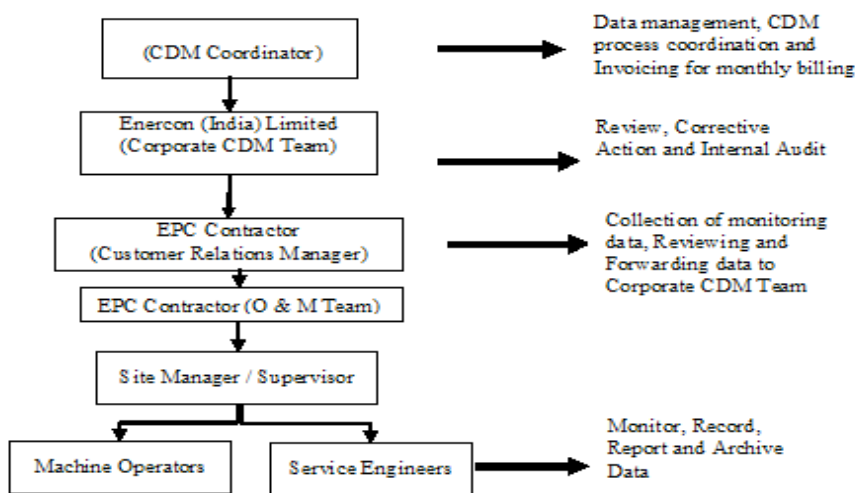 (CDM Coordinator)
Data management, CDM
process coordination and
Invoicing for monthly billing
Enercon (India) Limited
(Corporate CDM Team)
Review, Corrective
Action and Internal Audit
EPC Contractor
(Customer Relations Manager)
Collection of monitoring
data, Reviewing and
Forwarding data to
Corporate CDM Team
EPC Contractor (O & M Team)
Site Manager / Supervisor
Machine Operators
Service Engineers
Monitor, Record,
Report and Archive
Data